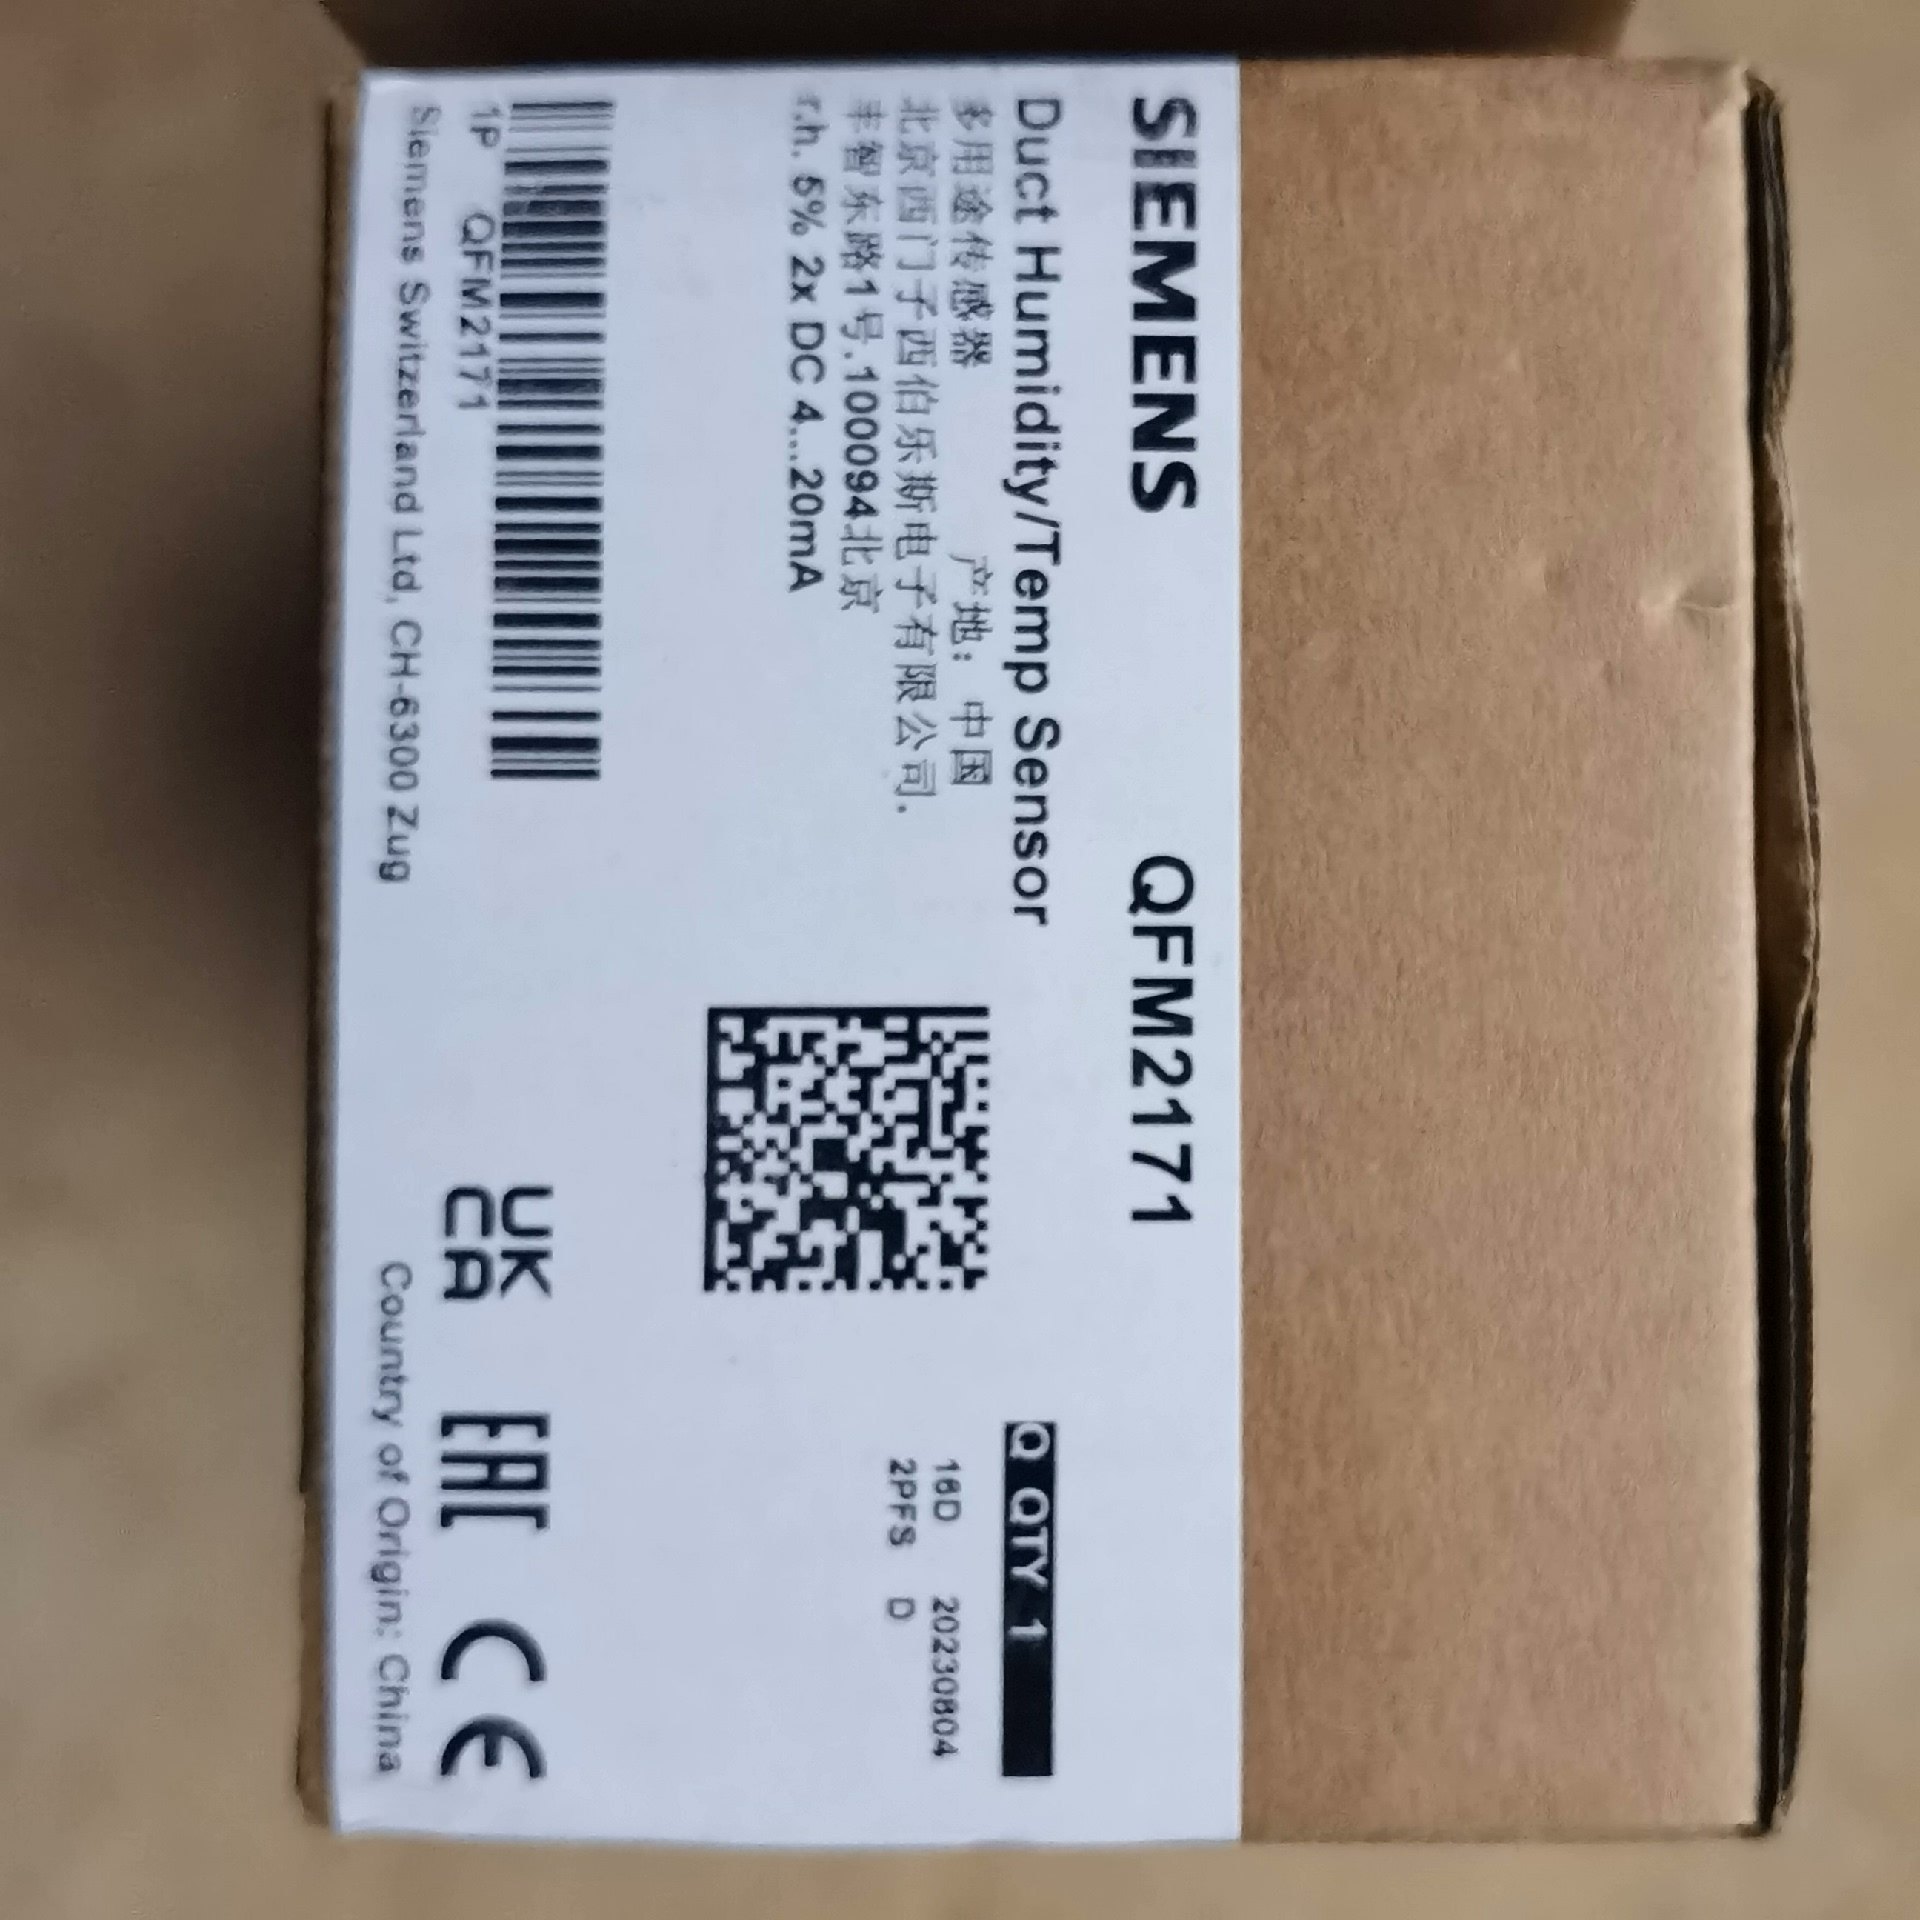 SIEMENS QFM2171
Duct Humidity/Temp Sensor
Q QTY 1
多用途传感器 产地：中国
16D 20230804
北京西门子西伯乐斯电子有限公司.
2PFS D
丰智东路1号.100094北京
r.h. 5% 2x DC 4...20mA
1P QFM2171
UK
CA
EAC
CE
Siemens Switzerland Ltd, CH-6300 Zug
Country of Origin: China